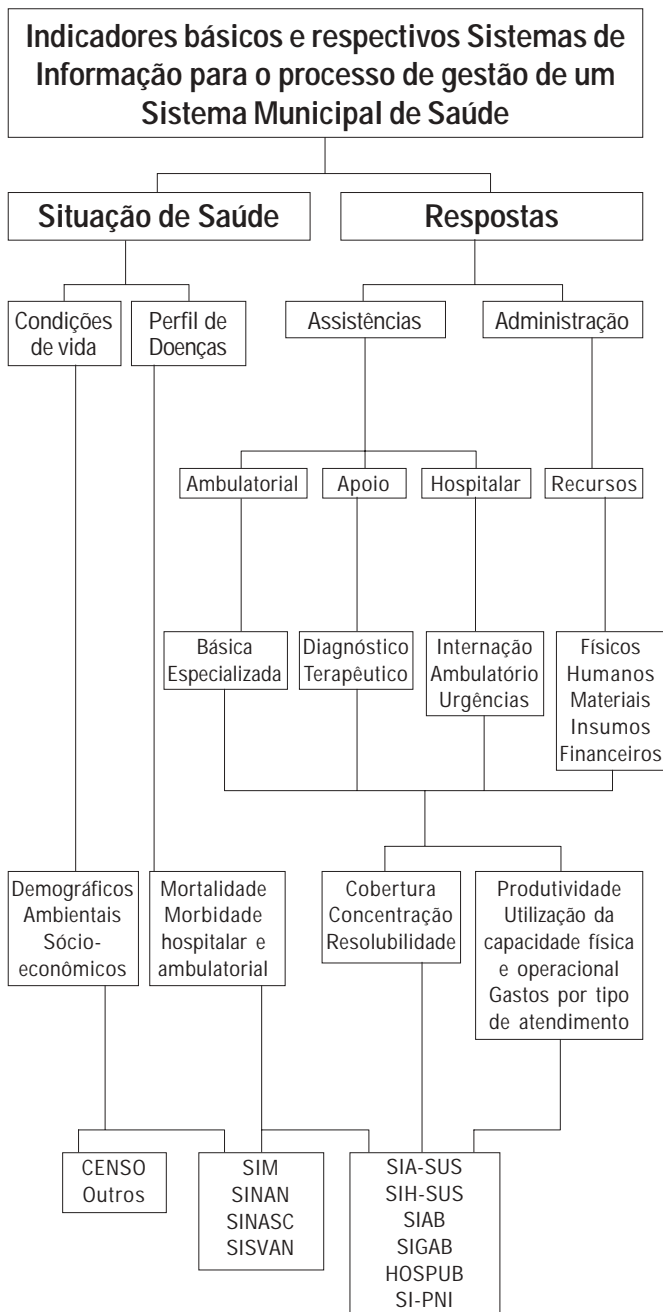 Indicadores básicos e respectivos Sistemas de
Informação para o processo de gestão de um
Sistema Municipal de Saúde
Situação de Saúde
Respostas
Condições
de vida
Perfil de
Doenças
Assistências
Administração
Ambulatorial
Apoio
Hospitalar
Recursos
Básica
Especializada
Diagnóstico
Terapêutico
Internação
Ambulatório
Urgências
Físicos
Humanos
Materiais
Insumos
Financeiros
Demográficos
Ambientais
Sócio-
econômicos
Mortalidade
Morbidade
hospitalar e
ambulatorial
Cobertura
Concentração
Resolubilidade
Produtividade
Utilização da
capacidade física
e operacional
Gastos por tipo
de atendimento
CENSO
Outros
SIM
SINAN
SINASC
SISVAN
SIA-SUS
SIH-SUS
SIAB
SIGAB
HOSPUB
SI-PNI